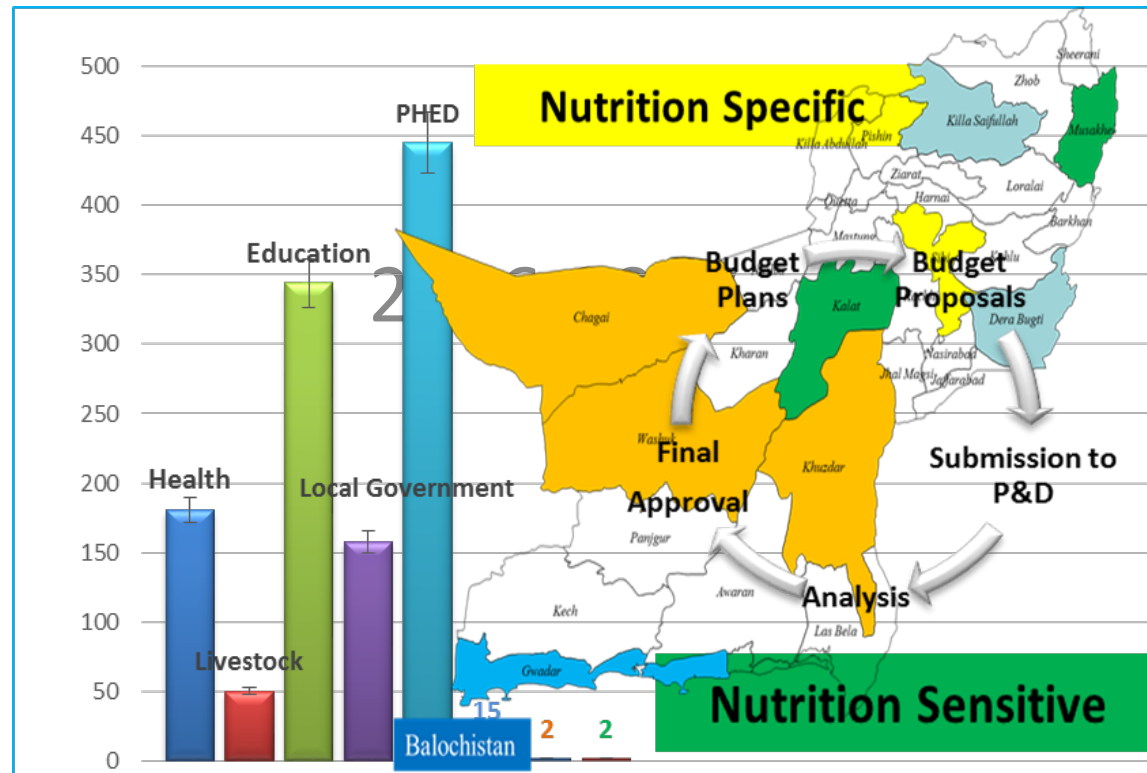 500
450
400
350
300
250
200
150
100
50
0
Health
Livestock
Education
Local Government
PHED
2
Nutrition Specific
Sheerani
Zhob
Killa Saifullah
Musakhel
Pishin
Killa Abdullah
Ziarat
Loralai
Harnai
Quetta
Barkhan
Mastung
Budget
Plans
Budget
Proposals
Kalat
Dera Bugti
Chagai
Kharan
Nasirabad
Jhal Magsi
Jaffarabad
Washuk
Final
Approval
Khuzdar
Submission to
P&D
Panjgur
Analysis
Awaran
Las Bela
Kech
Gwadar
Nutrition Sensitive
15
2
2
Balochistan